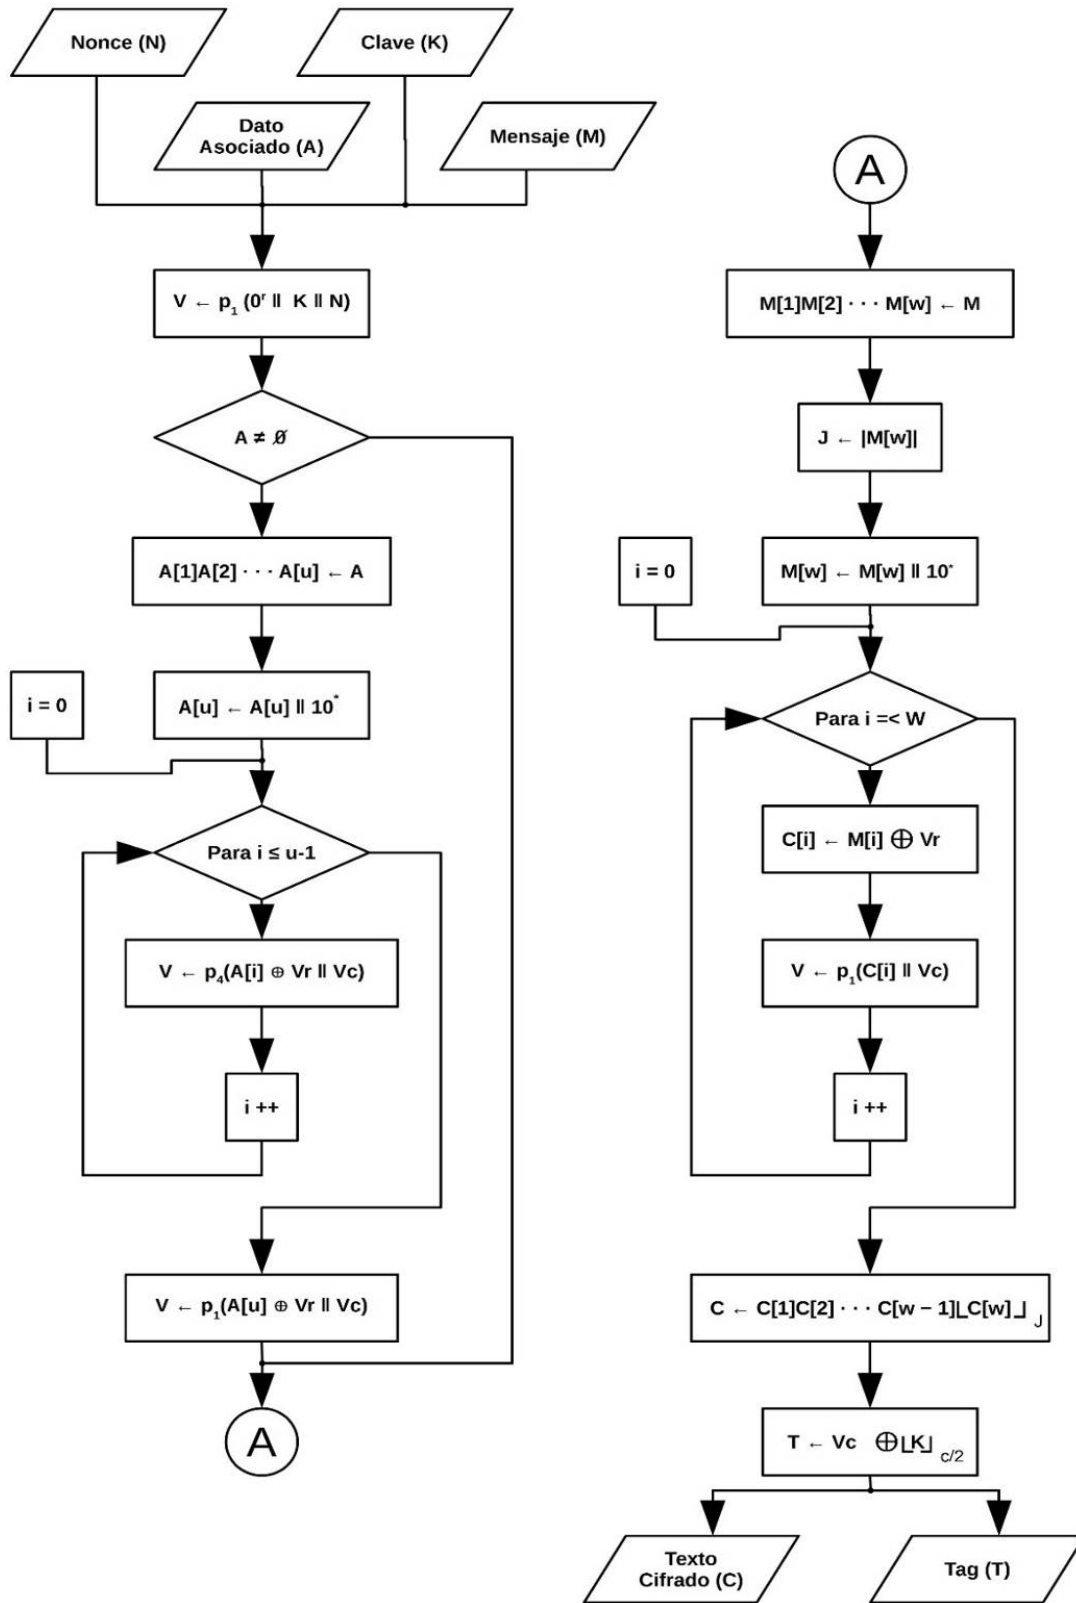 Nonce (N)
Clave (K)
Dato
Asociado (A)
Mensaje (M)
V ← p₁ (0ʳ ‖ K ‖ N)
A ≠ Ø
A[1]A[2] · · · A[u] ← A
i = 0
A[u] ← A[u] ‖ 10*
Para i ≤ u-1
V ← p₄(A[i] ⊕ Vr ‖ Vc)
i ++
V ← p₁(A[u] ⊕ Vr ‖ Vc)
A
A
M[1]M[2] · · · M[w] ← M
J ← |M[w]|
i = 0
M[w] ← M[w] ‖ 10*
Para i =< W
C[i] ← M[i] ⊕ Vr
V ← p₁(C[i] ‖ Vc)
i ++
C ← C[1]C[2] · · · C[w − 1]⌊C[w]⌋ J
T ← Vc ⊕⌊K⌋ c/2
Texto
Cifrado (C)
Tag (T)